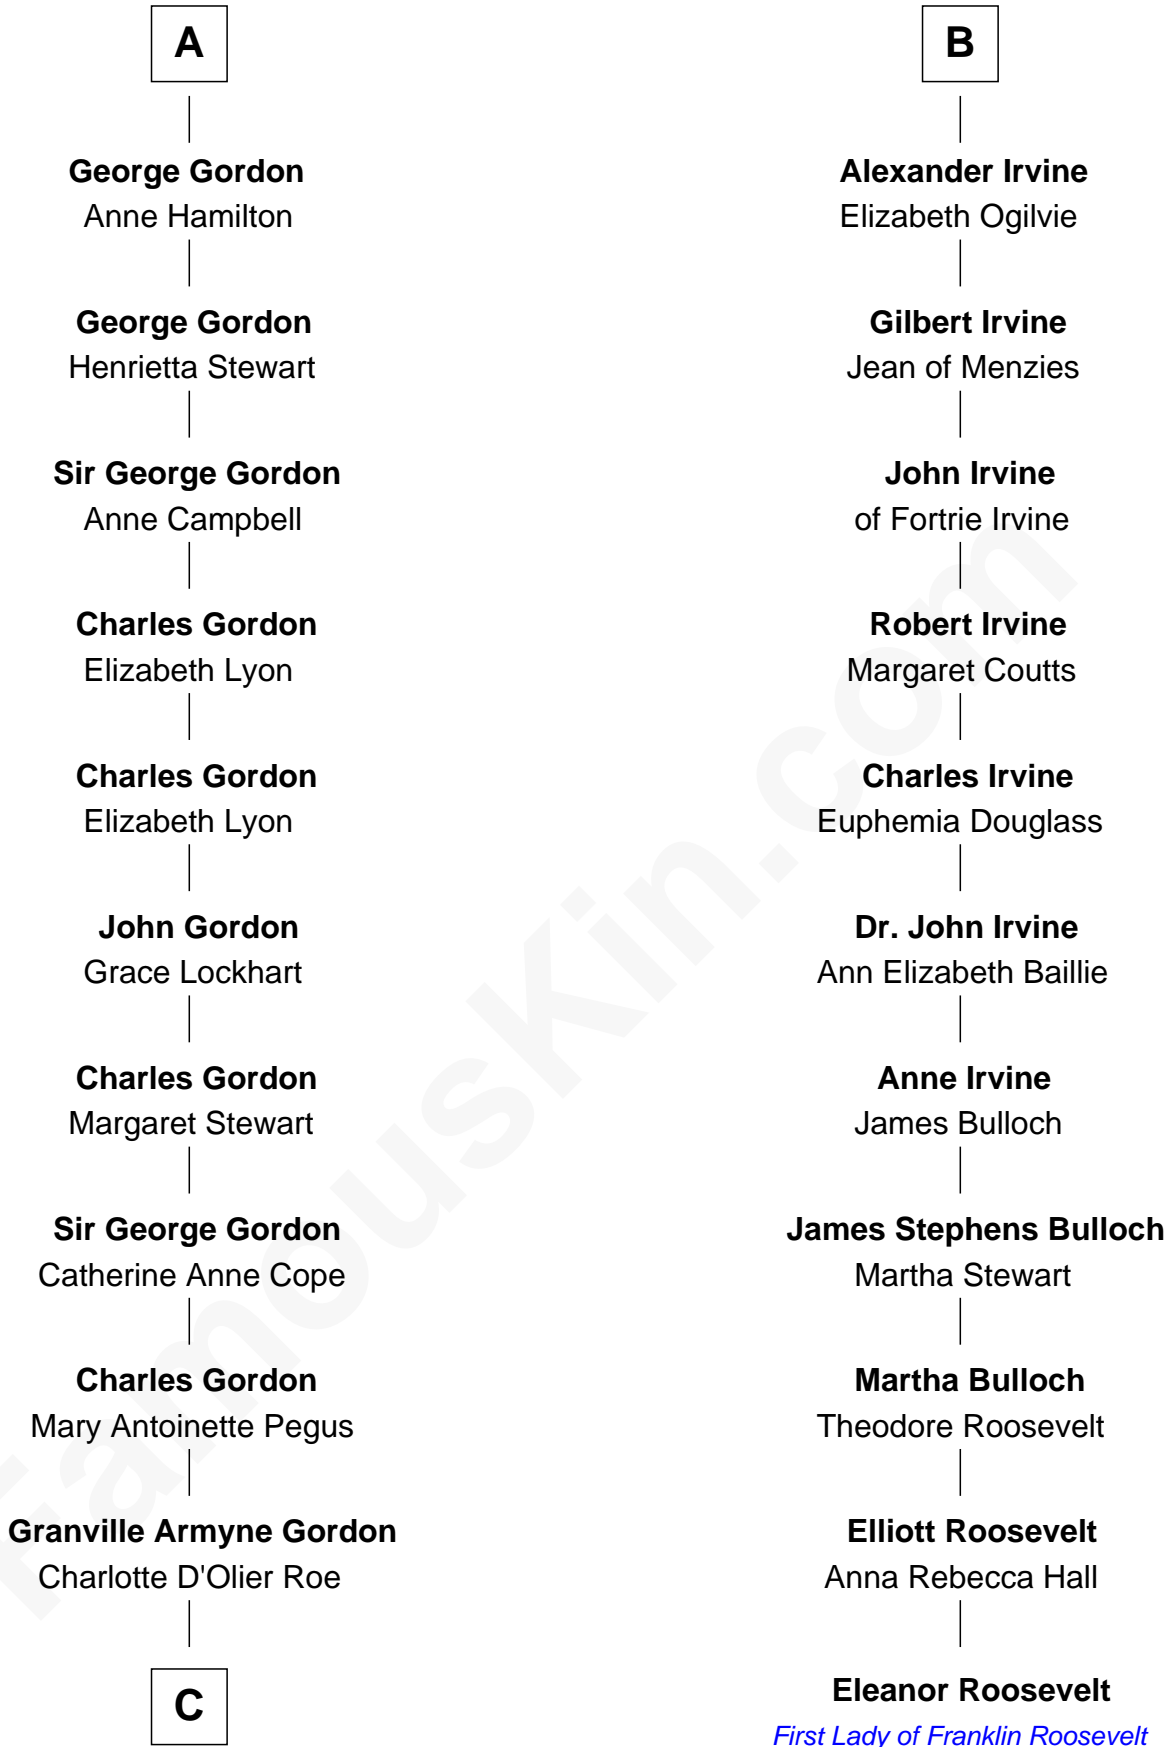 A
George Gordon
Anne Hamilton
George Gordon
Henrietta Stewart
Sir George Gordon
Anne Campbell
Charles Gordon
Elizabeth Lyon
Charles Gordon
Elizabeth Lyon
John Gordon
Grace Lockhart
Charles Gordon
Margaret Stewart
Sir George Gordon
Catherine Anne Cope
Charles Gordon
Mary Antoinette Pegus
Granville Armyne Gordon
Charlotte D'Olier Roe
C
B
Alexander Irvine
Elizabeth Ogilvie
Gilbert Irvine
Jean of Menzies
John Irvine
of Fortrie Irvine
Robert Irvine
Margaret Coutts
Charles Irvine
Euphemia Douglass
Dr. John Irvine
Ann Elizabeth Baillie
Anne Irvine
James Bulloch
James Stephens Bulloch
Martha Stewart
Martha Bulloch
Theodore Roosevelt
Elliott Roosevelt
Anna Rebecca Hall
Eleanor Roosevelt
First Lady of Franklin Roosevelt
FamousKin.com